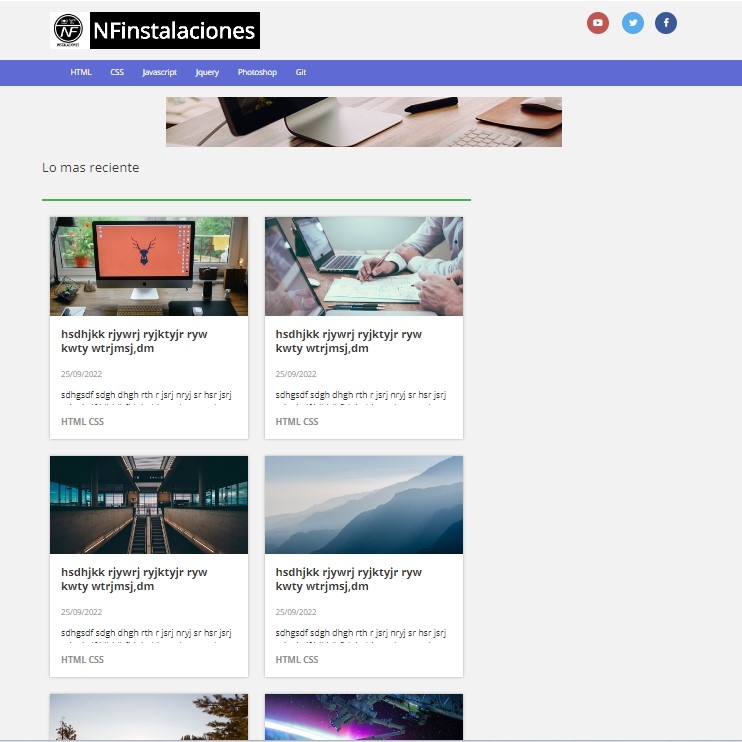 NF
INSTALACIONES
NFinstalaciones
HTML CSS Javascript Jquery Photoshop Git
Lo mas reciente
hsdhjkk rjywrj ryjktyjr ryw
kwty wtrjmsj,dm
25/09/2022
sdhgsdf sdgh dhgh rth r jsrj nryj sr hsr jsrj
HTML CSS
hsdhjkk rjywrj ryjktyjr ryw
kwty wtrjmsj,dm
25/09/2022
sdhgsdf sdgh dhgh rth r jsrj nryj sr hsr jsrj
HTML CSS
hsdhjkk rjywrj ryjktyjr ryw
kwty wtrjmsj,dm
25/09/2022
sdhgsdf sdgh dhgh rth r jsrj nryj sr hsr jsrj
HTML CSS
hsdhjkk rjywrj ryjktyjr ryw
kwty wtrjmsj,dm
25/09/2022
sdhgsdf sdgh dhgh rth r jsrj nryj sr hsr jsrj
HTML CSS